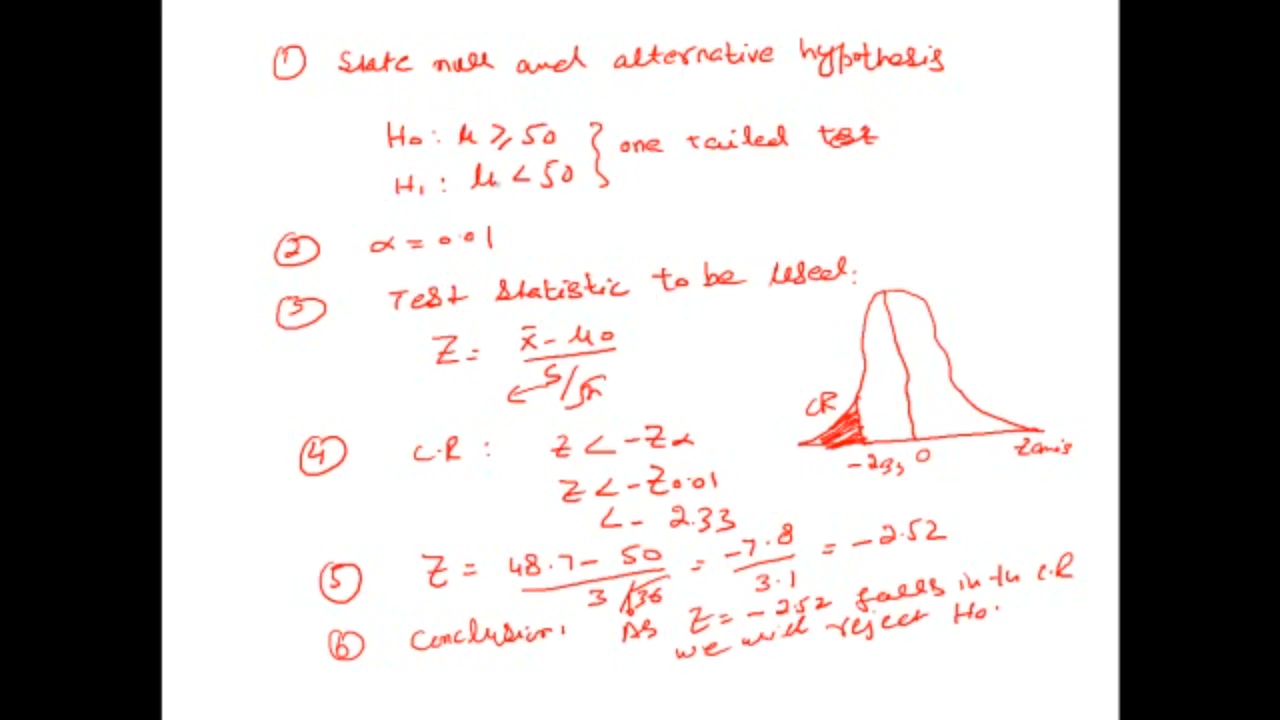 ① State null and alternative hypothesis
H₀: μ ≥ 50 } one tailed test
H₁: μ < 50
② α = 0.01
③ Test statistic to be used:
Z = (x̄ - μ₀) / (S/√n)
CR
-2.33 0 Z axis
④ C.R : Z < -Zα
Z < -Z0.01
< - 2.33
⑤ Z = (48.7 - 50) / (3 /√36) = -7.8 / 3.1 = -2.52
⑥ Conclusion: As Z = -2.52 falls in the C.R
we will reject H₀.